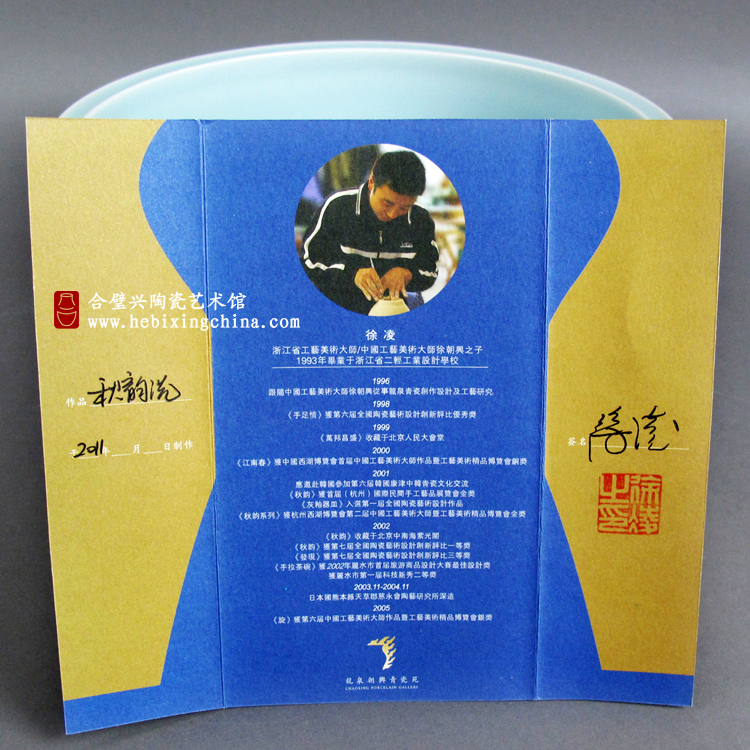 合璧兴陶瓷艺术馆
www.hebixingchina.com
作品 秋韵洗
于2011年 月 日制作
徐 凌
浙江省工藝美術大師/中國工藝美術大師徐朝興之子
1993年畢業于浙江省二輕工業設計學校
1996
跟隨中國工藝美術大師徐朝興從事龍泉青瓷創作設計及工藝研究
1998
《手足情》獲第六屆全國陶瓷藝術設計創新評比優秀獎
1999
《萬邦昌盛》收藏于北京人民大會堂
2000
《江南春》獲中國西湖博覽會首屆中國工藝美術大師作品暨工藝美術精品博覽會銅獎
2001
應邀赴韓國參加第六屆韓國康津中韓青瓷文化交流
《秋韵》獲首屆（杭州）國際民間手工藝品展覽會金獎
《灰釉器皿》入選第一屆全國陶瓷藝術設計作品
《秋韵系列》獲杭州西湖博覽會第二屆中國工藝美術大師暨工藝美術精品博覽會金獎
2002
《秋韵》收藏于北京中南海紫光閣
《秋韵》獲第七屆全國陶瓷藝術設計創新評比一等獎
《發現》獲第七屆全國陶瓷藝術設計創新評比三等獎
《手拉茶碗》獲2002年麗水市首屆旅游商品設計大賽最佳設計獎
獲麗水市第一屆科技新秀二等獎
2003.11-2004.11
日本國熊本縣天草郡慈永會陶藝研究所深造
2005
《旋》獲第六屆中國工藝美術大師作品暨工藝美術精品博覽會銀獎
龍泉朝興青瓷苑
CHAOXING PORCELAIN GALLERY
簽名 徐凌
徐凌之印